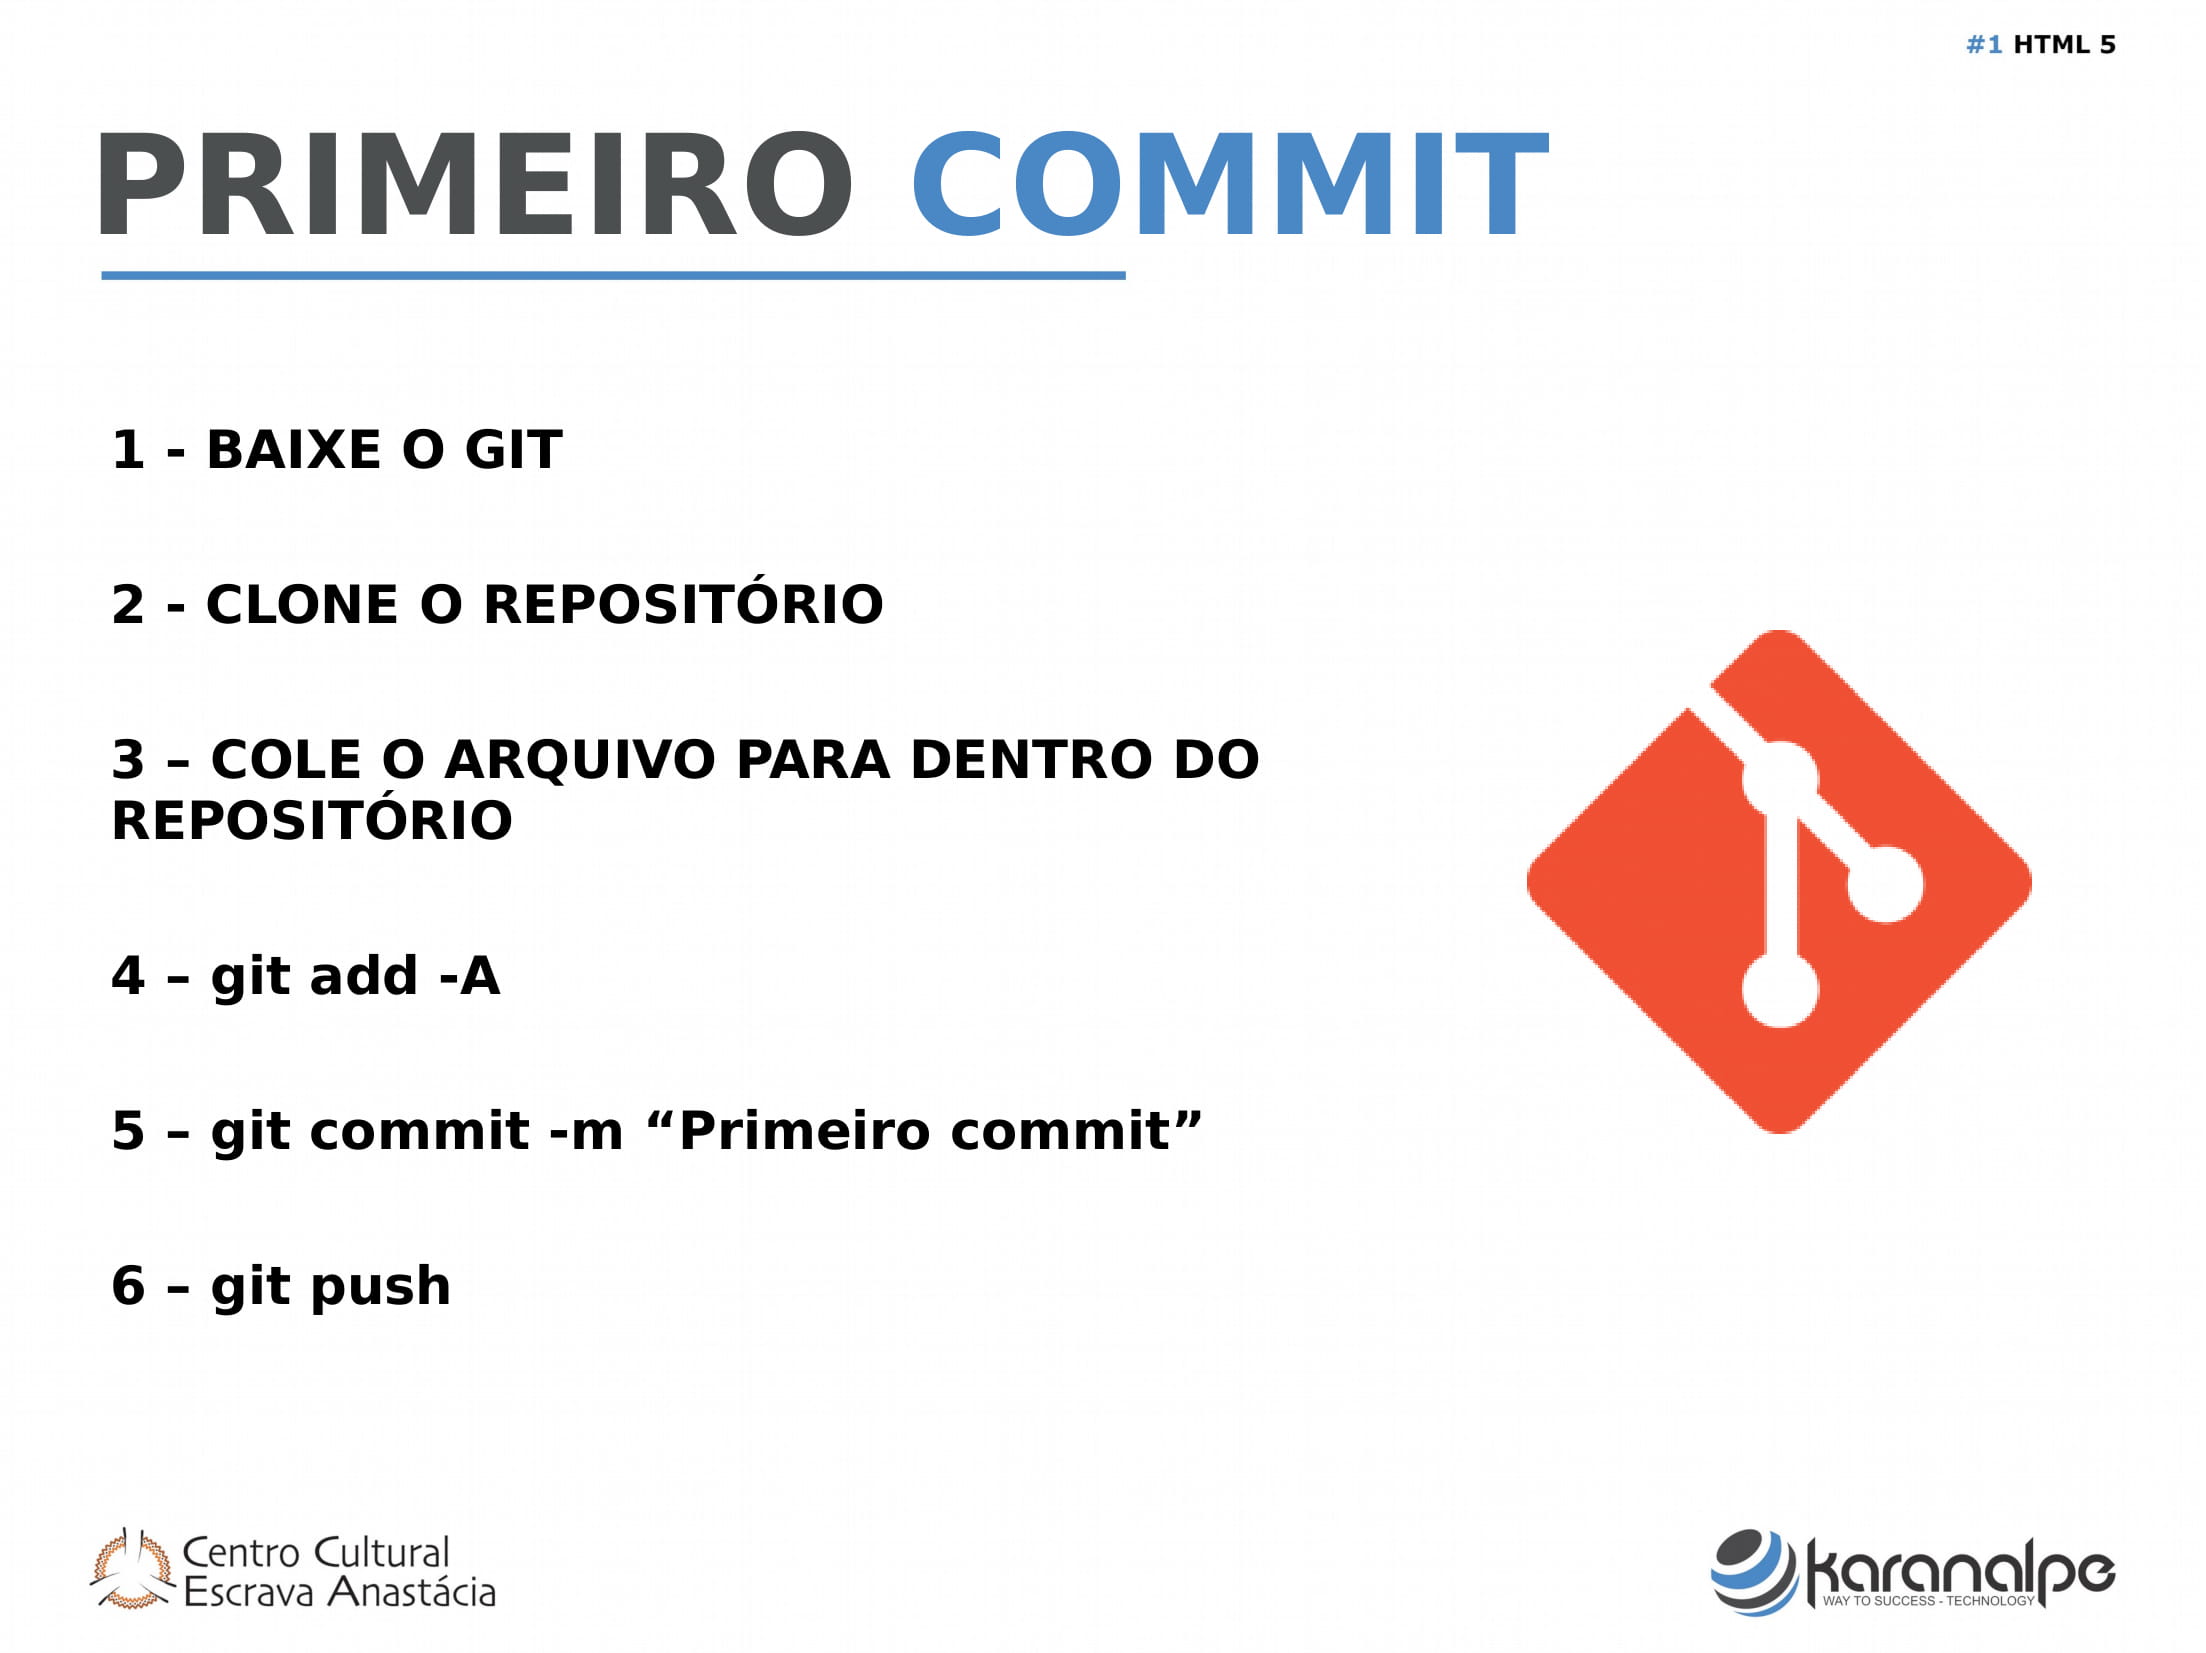 #1 HTML 5
PRIMEIRO COMMIT
1 - BAIXE O GIT
2 - CLONE O REPOSITÓRIO
3 – COLE O ARQUIVO PARA DENTRO DO
REPOSITÓRIO
4 – git add -A
5 – git commit -m “Primeiro commit”
6 – git push
Centro Cultural
Escrava Anastácia
karanalpe
WAY TO SUCCESS - TECHNOLOGY